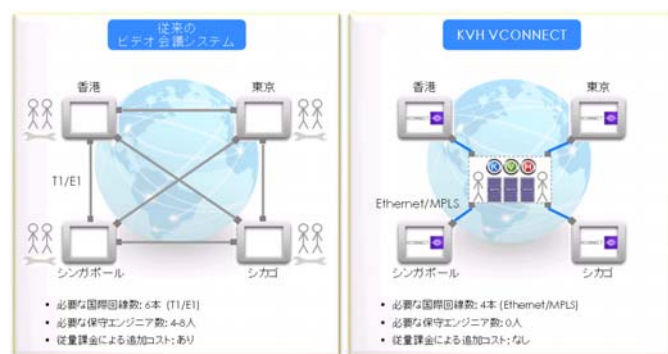 従来の
ビデオ会議システム
香港
東京
T1/E1
シンガポール
シカゴ
• 必要な国際回線数: 6本 (T1/E1)
• 必要な保守エンジニア数: 4-8人
• 従量課金による追加コスト: あり
KVH VCONNECT
香港
東京
K V H
Ethernet/MPLS
シンガポール
シカゴ
• 必要な国際回線数: 4本 (Ethernet/MPLS)
• 必要な保守エンジニア数: 0人
• 従量課金による追加コスト: なし